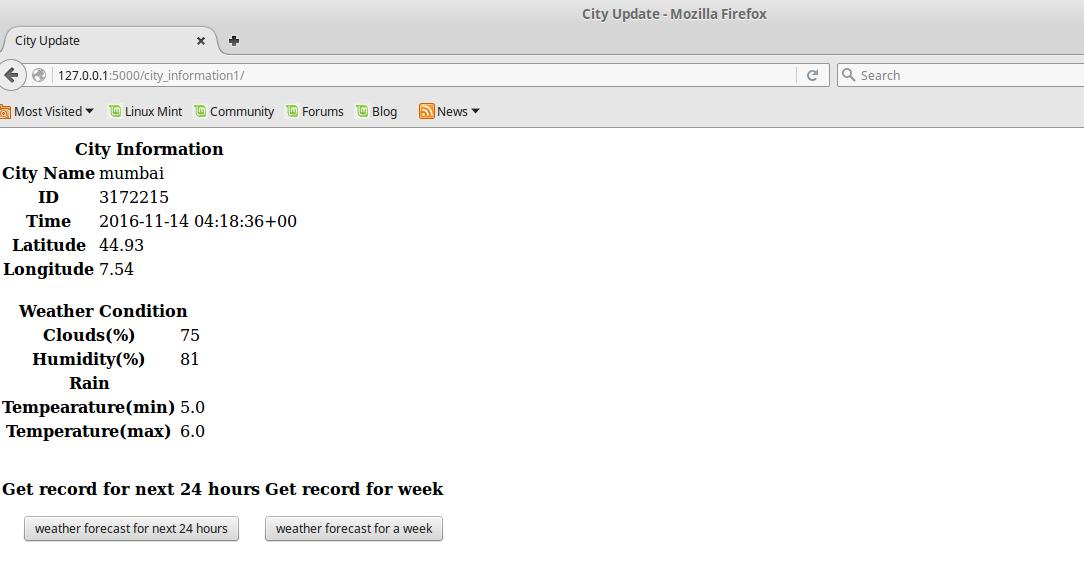 City Update - Mozilla Firefox
City Update
127.0.0.1:5000/city_information1/
Search
Most Visited Linux Mint Community Forums Blog News
City Information
City Name mumbai
ID 3172215
Time 2016-11-14 04:18:36+00
Latitude 44.93
Longitude 7.54
Weather Condition
Clouds(%) 75
Humidity(%) 81
Rain
Tempearature(min) 5.0
Temperature(max) 6.0
Get record for next 24 hours Get record for week
weather forecast for next 24 hours weather forecast for a week